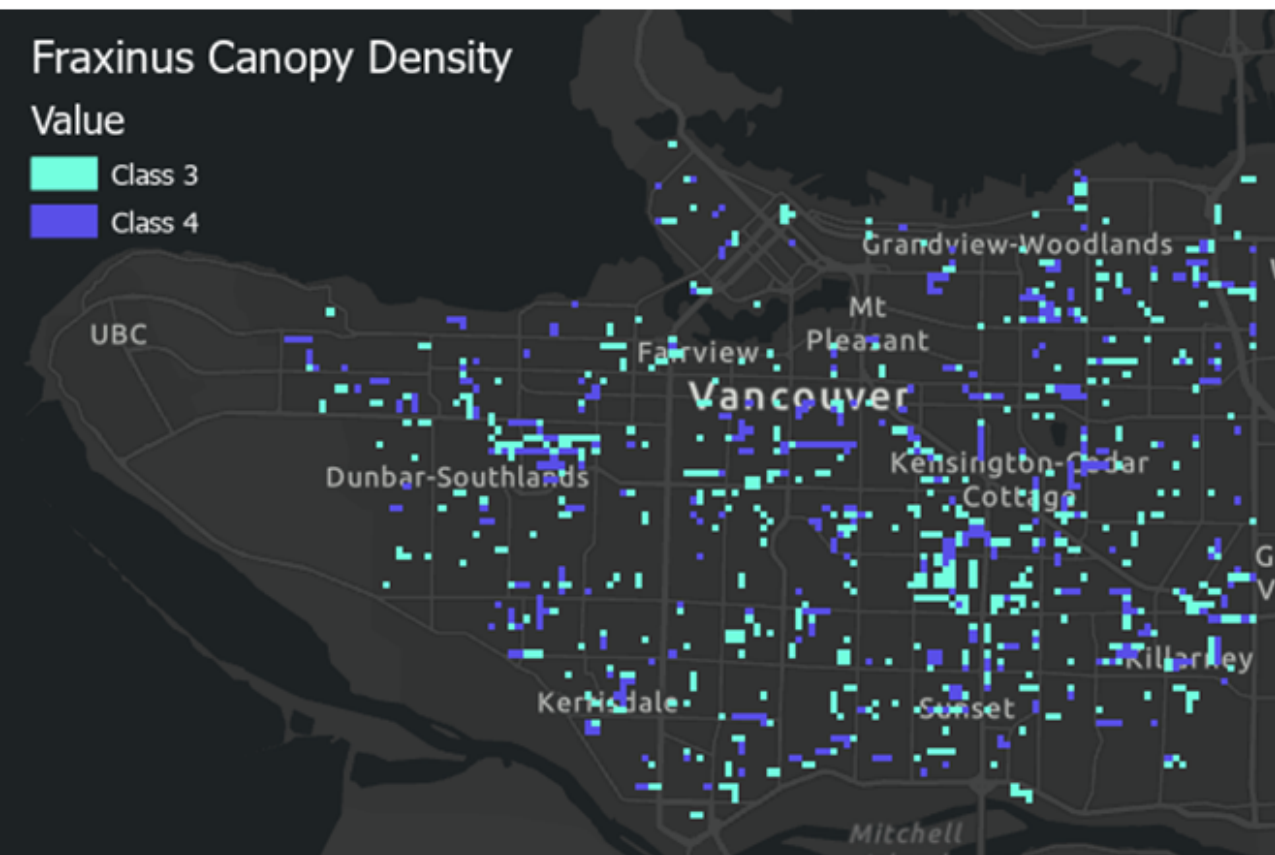 Fraxinus Canopy Density
Value
Class 3
Class 4
Grandview-Woodlands
UBC
Mt
Pleasant
Fairview
Vancouver
Dunbar-Southlands
Kensington-Cedar
Cottage
Killarney
Kerrisdale
Sunset
Mitchell